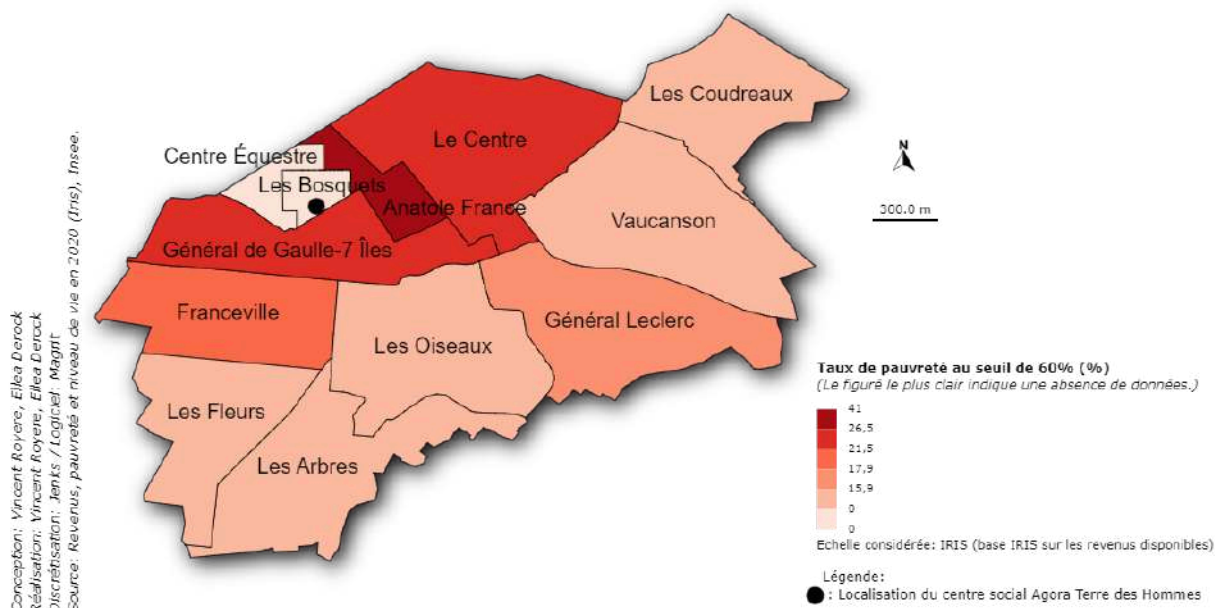 Les Coudreaux
Le Centre
Centre Équestre
Les Bosquets
Anatole France
Vaucanson
Général de Gaulle-7 Îles
Franceville
Général Leclerc
Les Oiseaux
Les Fleurs
Les Arbres
N
300.0 m
Conception: Vincent Royere, Ellea Derock
Réalisation: Vincent Royere, Ellea Derock
Discrétisation: Jenks / Logiciel: Magrit
Source: Revenus, pauvreté et niveau de vie en 2020 (Iris), Insee.
Taux de pauvreté au seuil de 60% (%)
(Le figuré le plus clair indique une absence de données.)
41
26,5
21,5
17,9
15,9
0
0
Echelle considérée: IRIS (base IRIS sur les revenus disponibles)
Légende:
: Localisation du centre social Agora Terre des Hommes